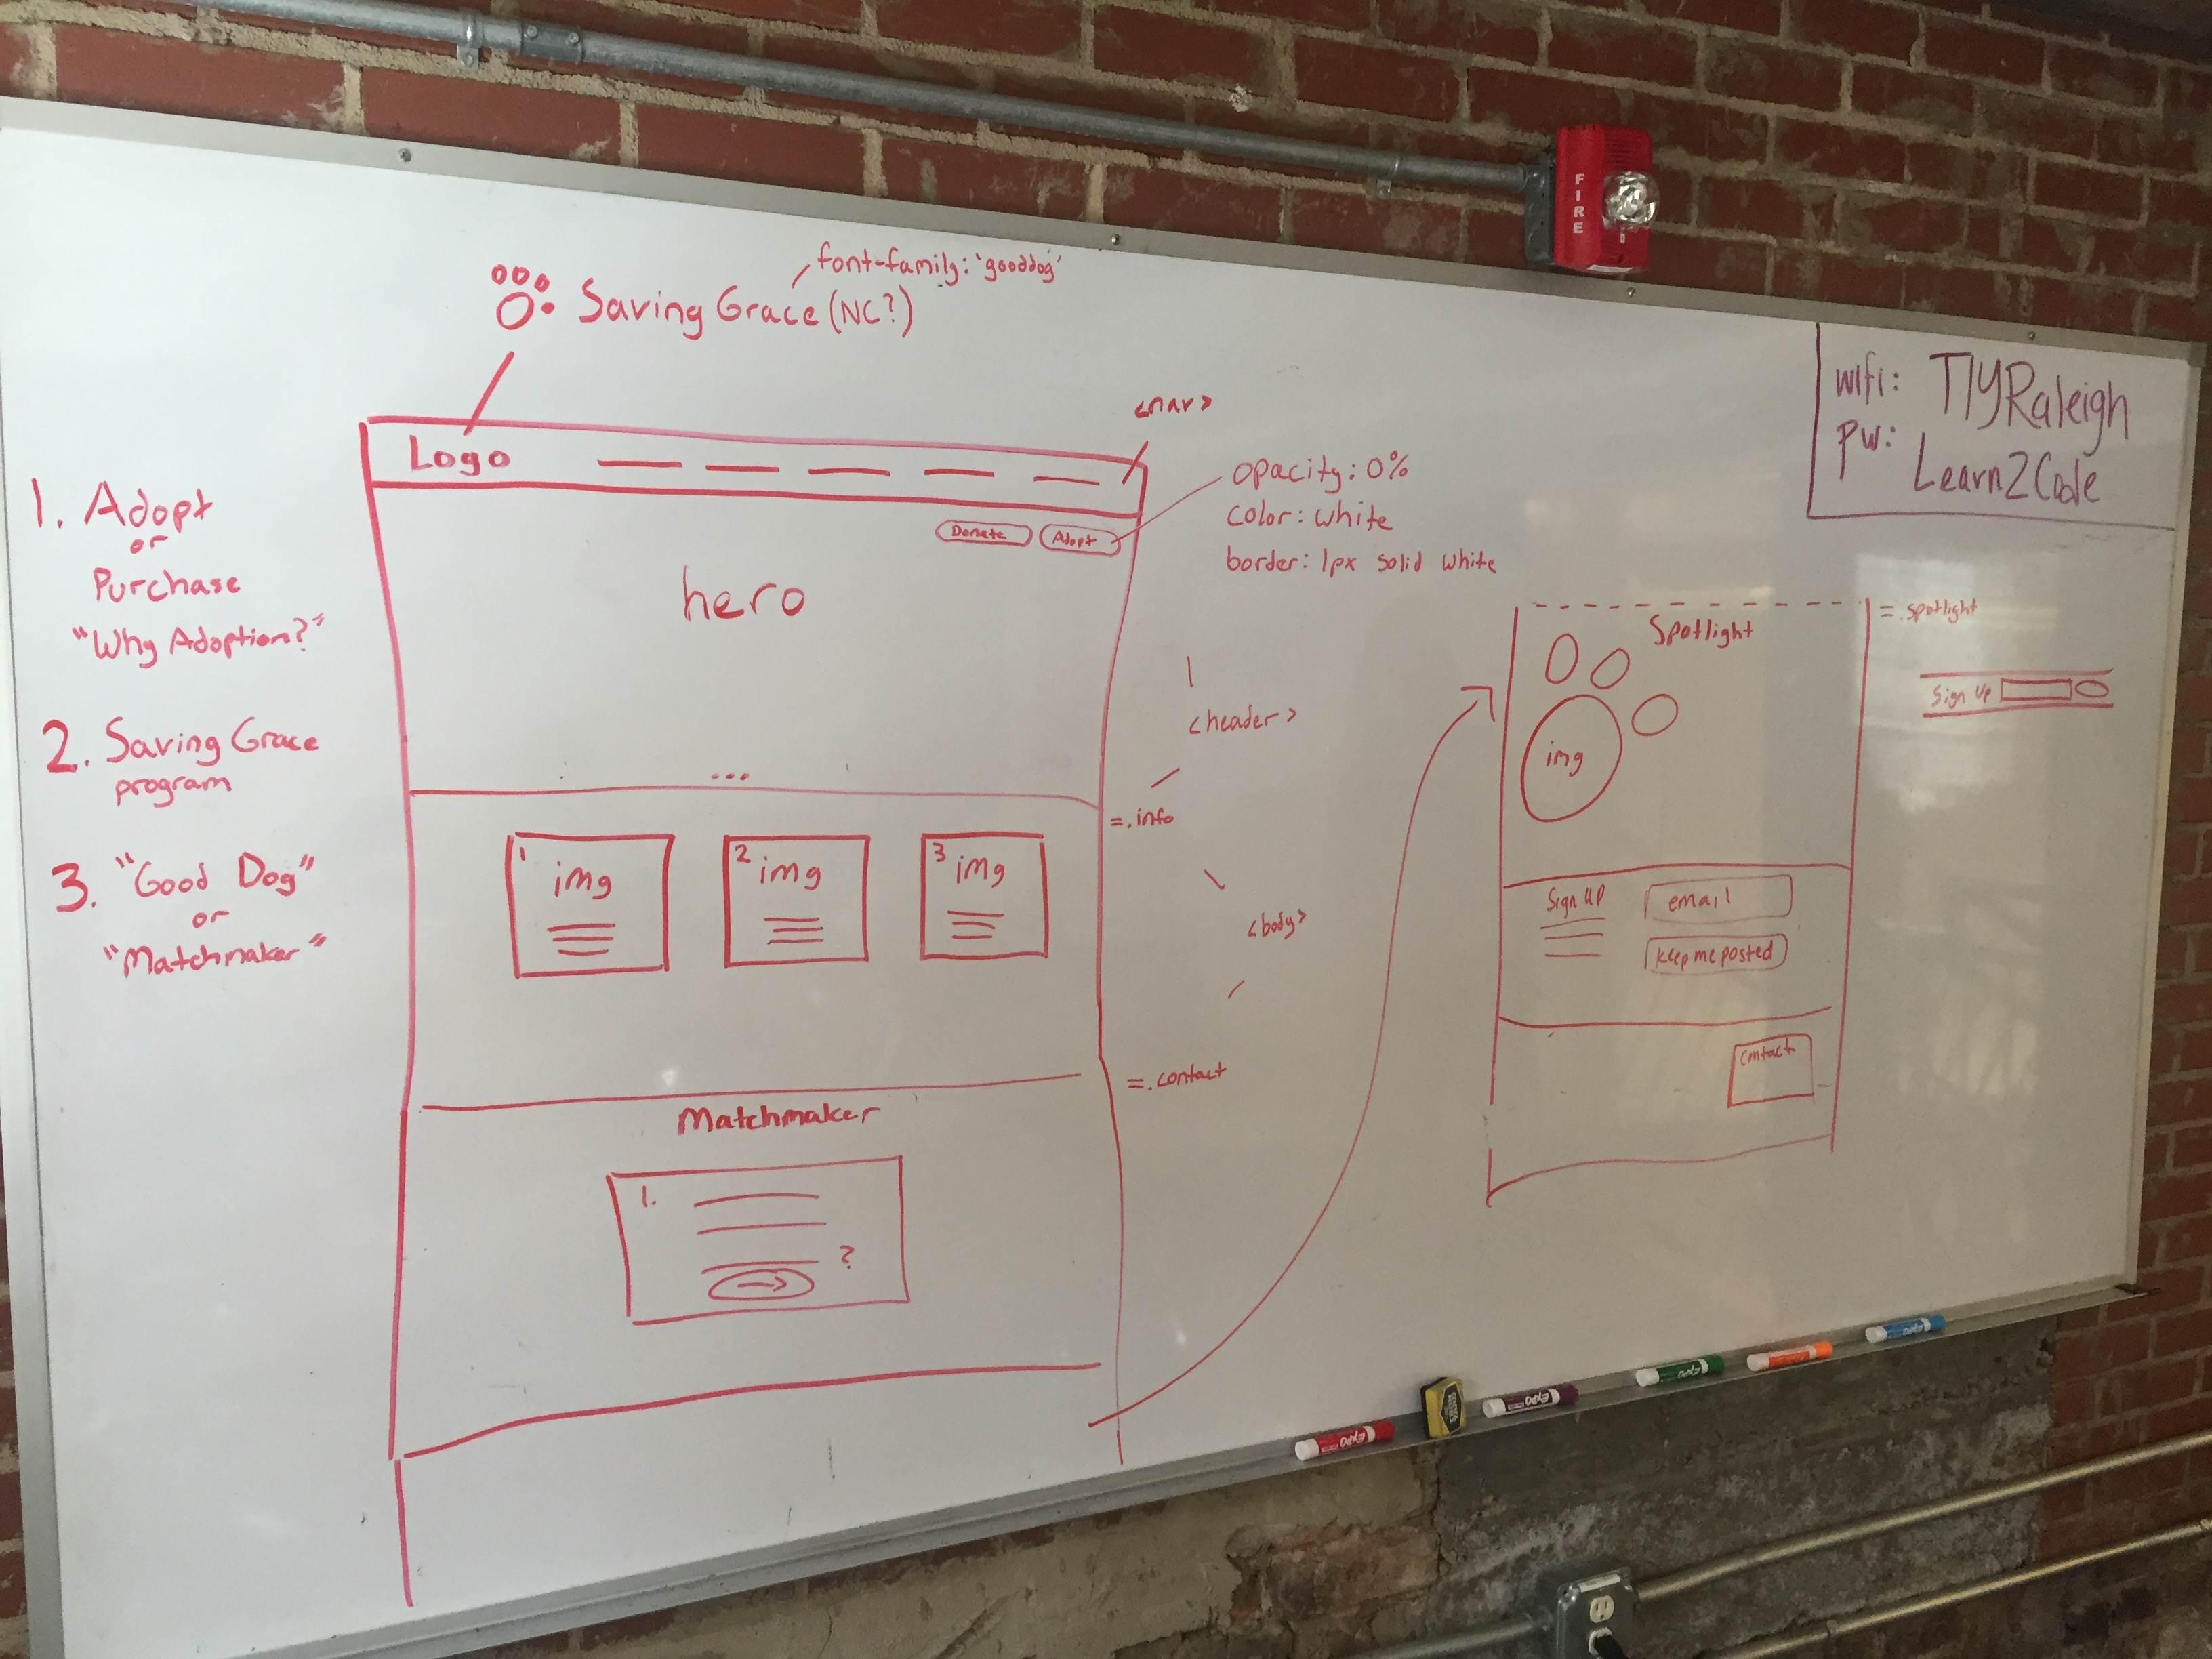 FIRE
font-family: 'gooddog'
Saving Grace (NC?)
wifi: TIYRaleigh
pw: Learn2Code
<nav>
Logo
opacity: 0%
color: white
border: 1px solid white
Donate
Adopt
hero
...
1. Adopt
or
Purchase
"Why Adoption?"
2. Saving Grace
program
3. "Good Dog"
or
"Matchmaker"
<header>
=.info
1 img
2 img
3 img
<body>
=.contact
Matchmaker
1.
?
=.spotlight
Spotlight
img
Sign Up
Sign UP
email
keep me posted
contact
EXPO
EXPO
EXPO
EXPO
EXPO